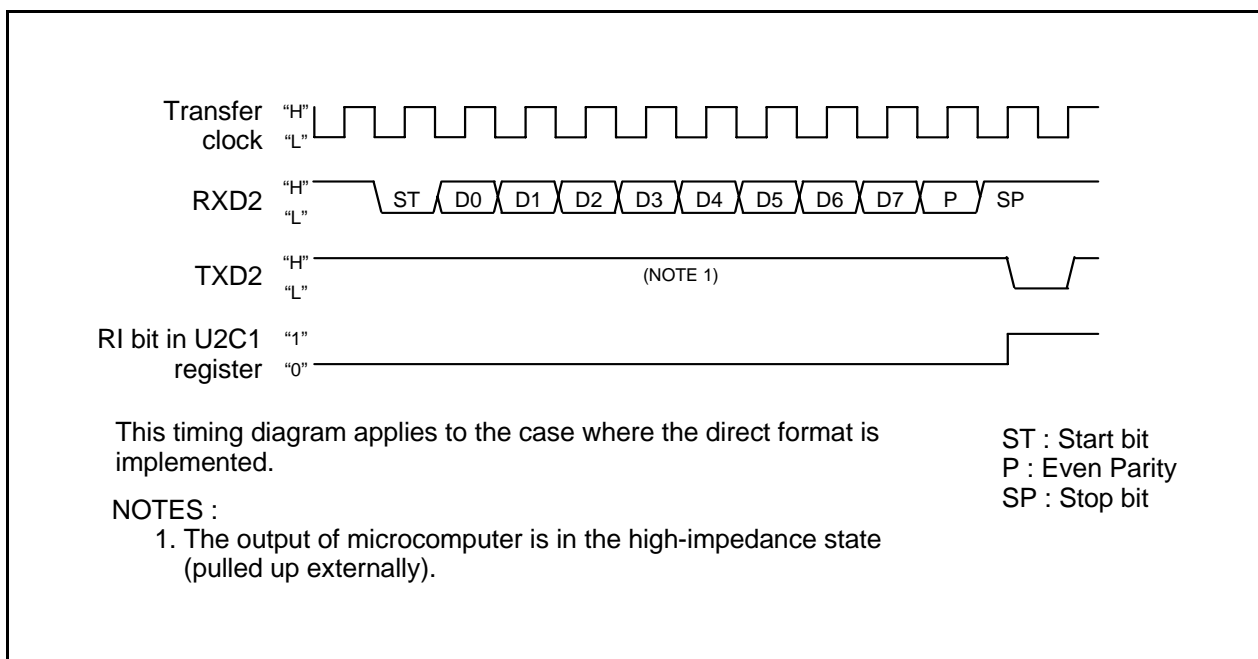 Transfer clock “H” “L”
RXD2 “H” “L” ST D0 D1 D2 D3 D4 D5 D6 D7 P SP
TXD2 “H” “L” (NOTE 1)
RI bit in U2C1 register “1” “0”
This timing diagram applies to the case where the direct format is
implemented.
NOTES :
1. The output of microcomputer is in the high-impedance state
(pulled up externally).
ST : Start bit
P : Even Parity
SP : Stop bit